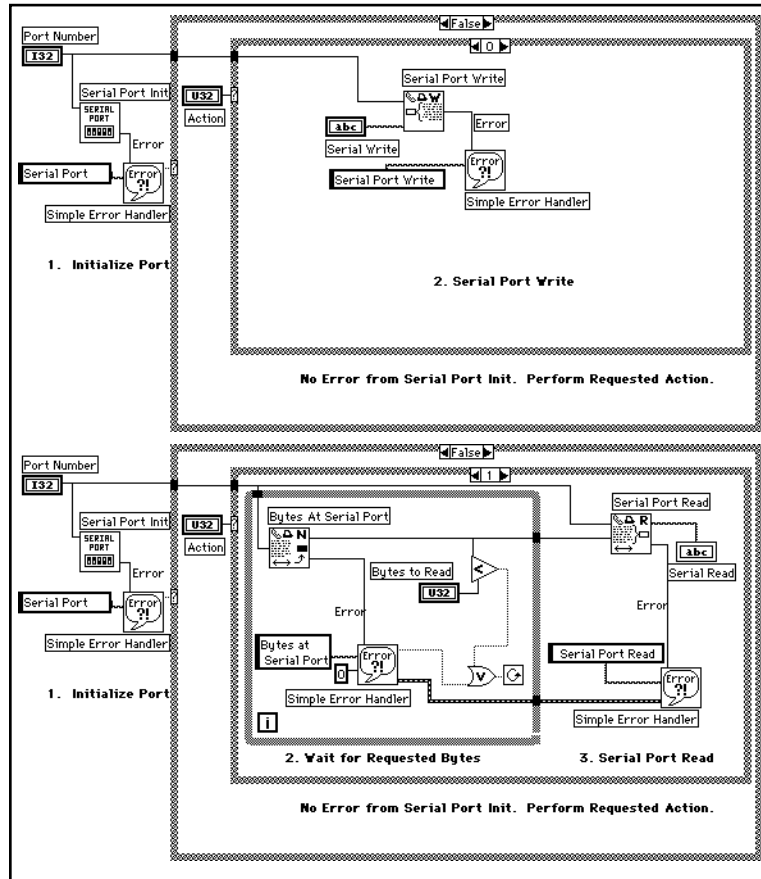 False
Port Number
I32
0
Serial Port Init
SERIAL
PORT
U32
?
Action
Serial Port Write
W
abc
Serial Write
Error
Error
Serial Port
Error
?!
?
Serial Port Write
Error
?!
Simple Error Handler
Simple Error Handler
1. Initialize Port
2. Serial Port Write
No Error from Serial Port Init. Perform Requested Action.
False
Port Number
I32
1
Serial Port Init
SERIAL
PORT
U32
?
Action
Bytes At Serial Port
N
Serial Port Read
R
abc
Serial Read
Bytes to Read
<
U32
Error
Error
Error
Serial Port
Error
?!
?
Bytes at
Serial Port
0
Error
?!
V
Serial Port Read
Error
?!
Simple Error Handler
Simple Error Handler
Simple Error Handler
i
1. Initialize Port
2. Wait for Requested Bytes
3. Serial Port Read
No Error from Serial Port Init. Perform Requested Action.